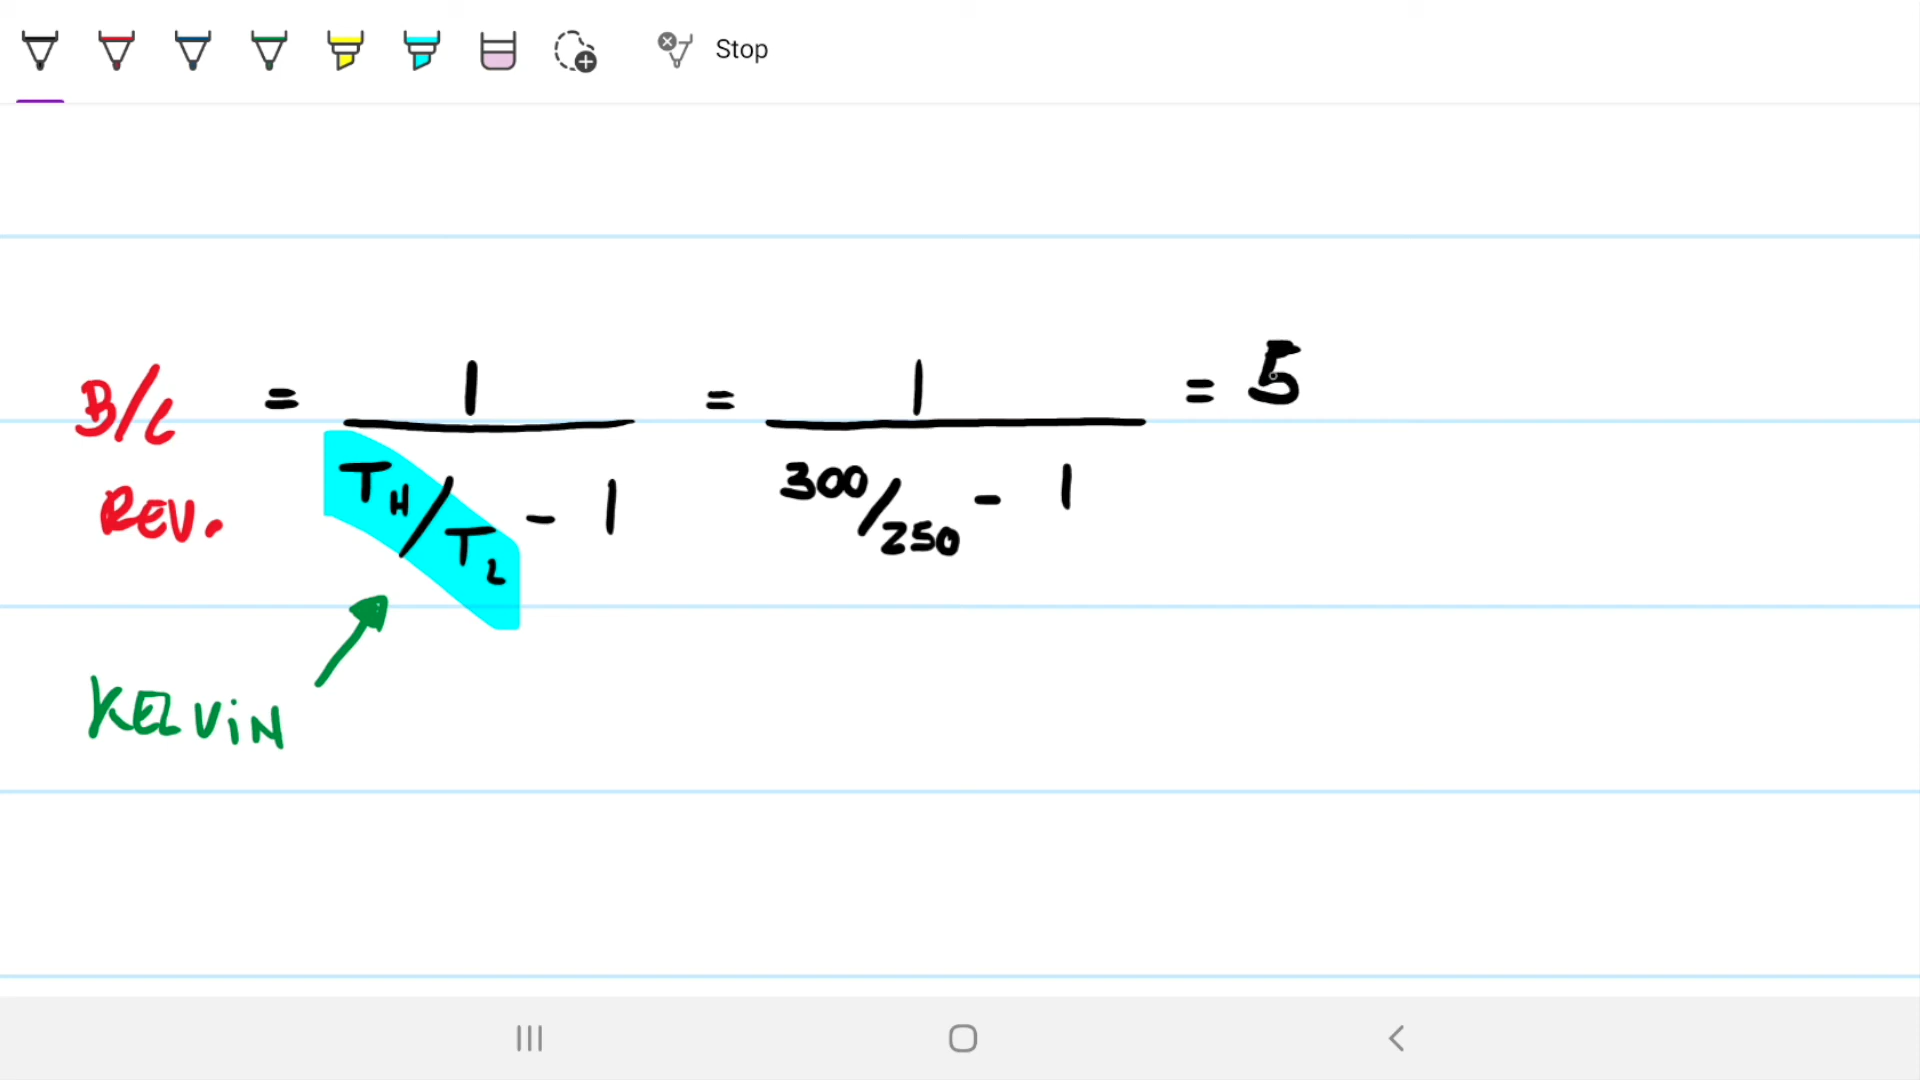 Stop
B/L REV. = 1 / (TH/TL - 1) = 1 / (300/250 - 1) = 5
KELViN